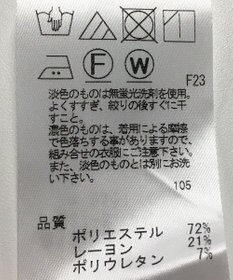 F W
F23
淡色のものは無蛍光洗剤を使用。
よくすすぎ、絞りの後すぐに干
すこと。
濃色のものは、着用による摩擦
で色落ちする事がありますので、
組み合せの衣服にご注意下さい。
また、淡色のものとは別にお洗
い下さい。
105
品質
ポリエステル 72%
レーヨン 21%
ポリウレタン 7%